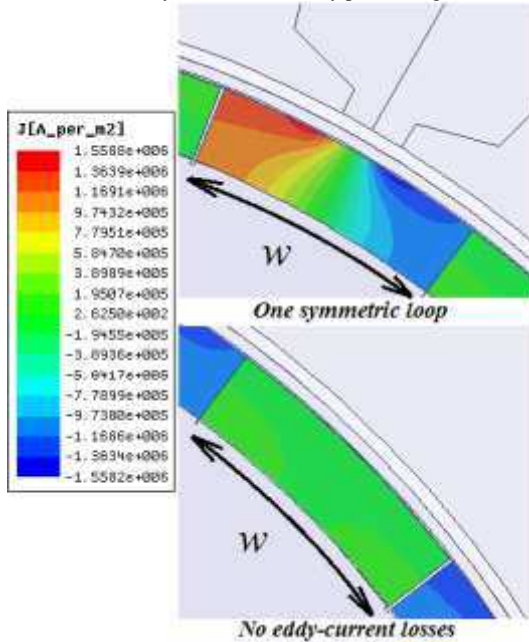 J[A_per_m2]
1.5586e+006
1.3639e+006
1.1691e+006
9.7432e+005
7.7951e+005
5.8470e+005
3.8989e+005
1.9507e+005
2.6250e+002
-1.9455e+005
-3.8936e+005
-5.8417e+005
-7.7899e+005
-9.7380e+005
-1.1686e+006
-1.3634e+006
-1.5582e+006
w
One symmetric loop
w
No eddy-current losses